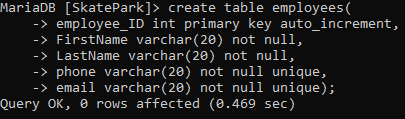 MariaDB [SkatePark]> create table employees(
    -> employee_ID int primary key auto_increment,
    -> FirstName varchar(20) not null,
    -> LastName varchar(20) not null,
    -> phone varchar(20) not null unique,
    -> email varchar(20) not null unique);
Query OK, 0 rows affected (0.469 sec)